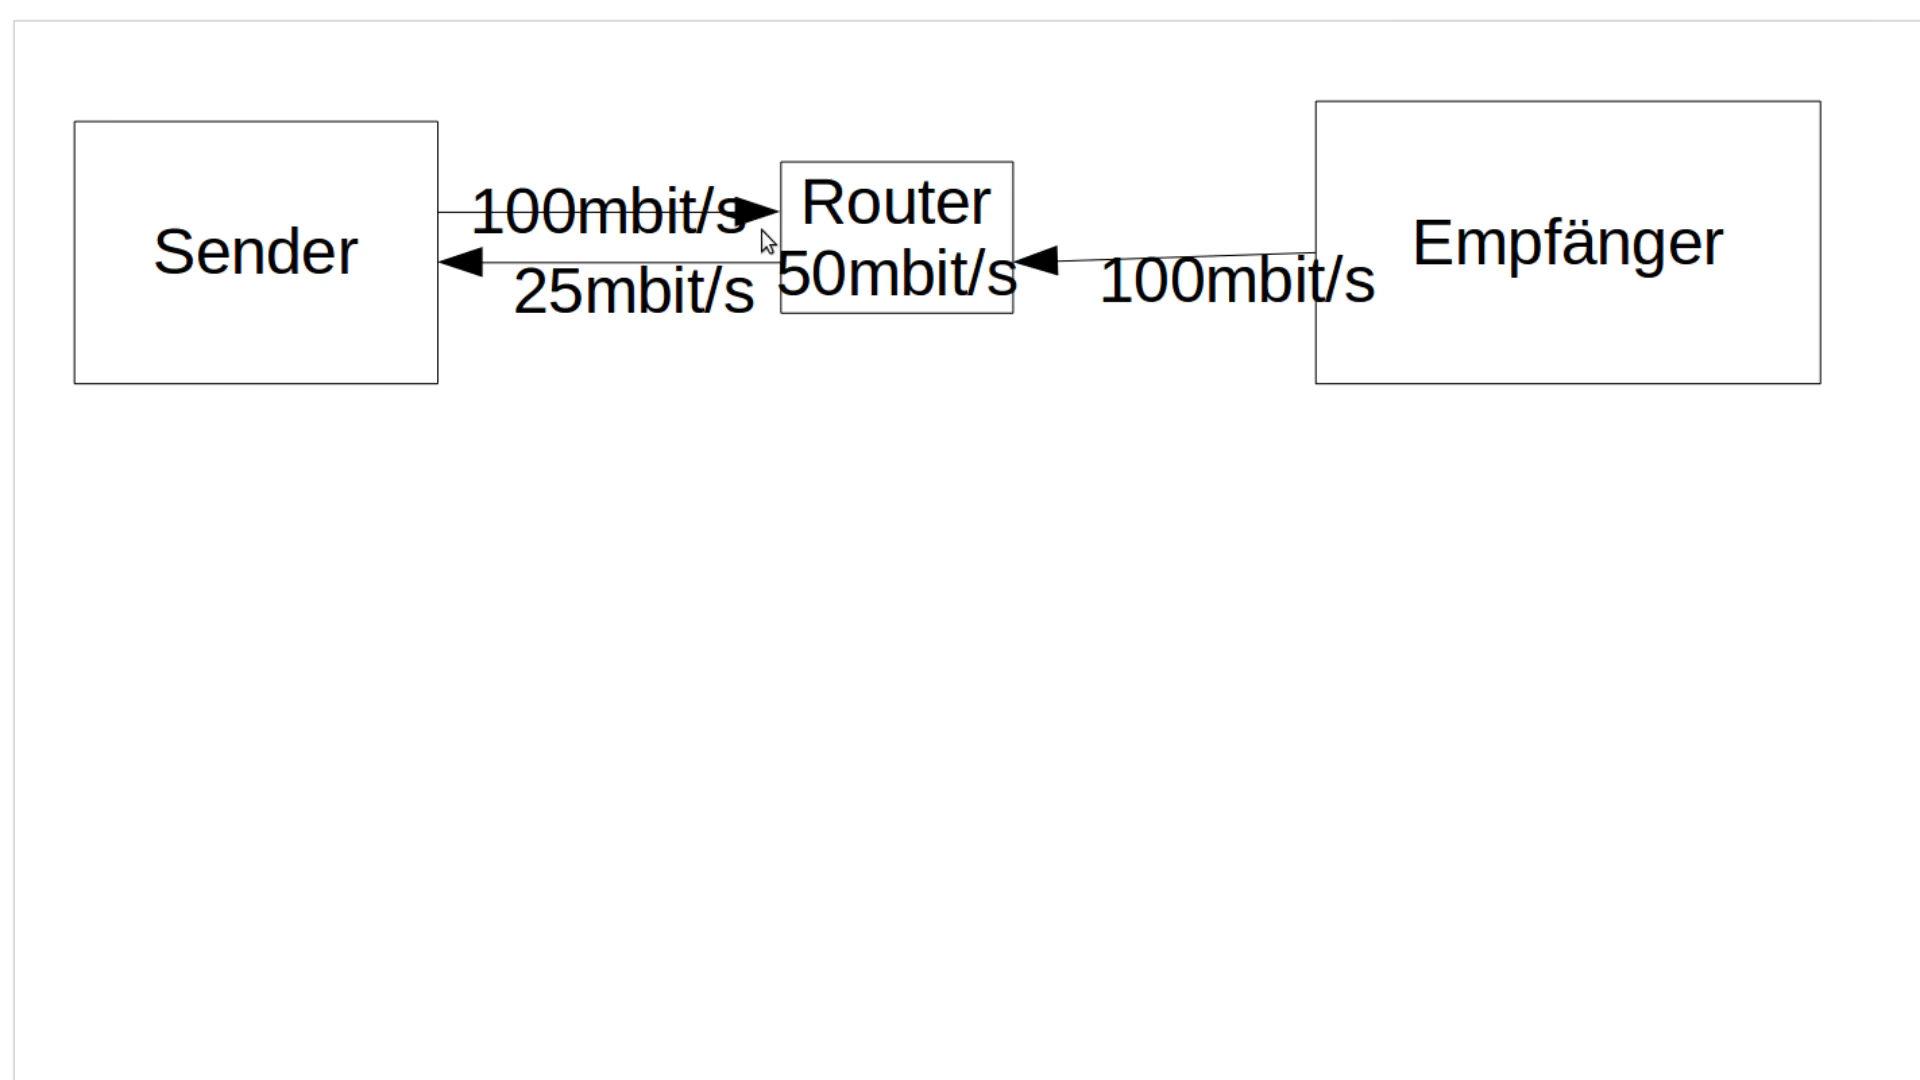 Sender
100mbit/s
25mbit/s
Router
50mbit/s
100mbit/s
Empfänger